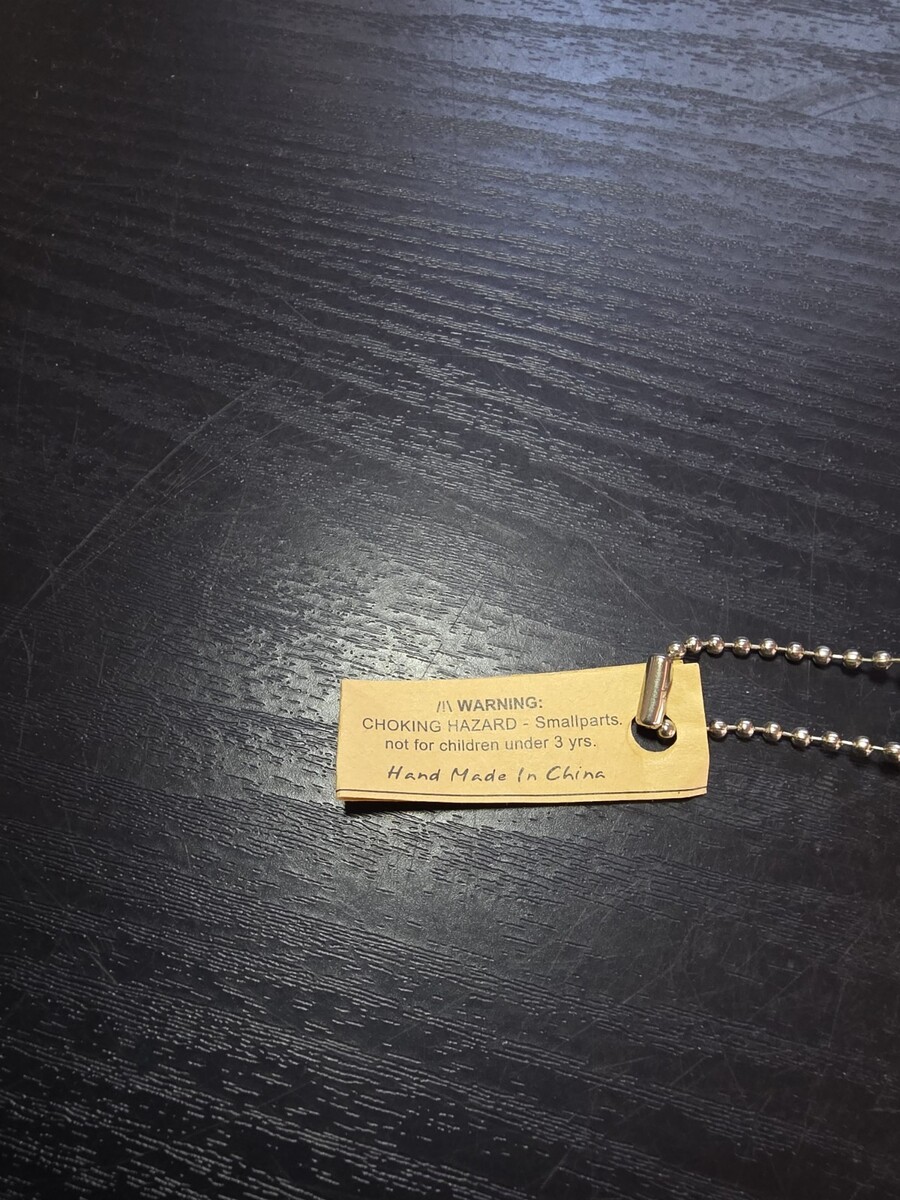 /!\ WARNING:
CHOKING HAZARD - Smallparts.
not for children under 3 yrs.
Hand Made In China